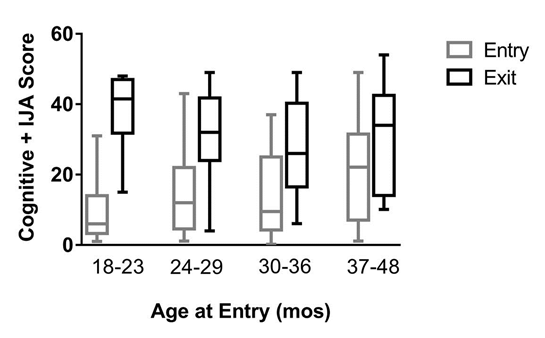 Cognitive + IJA Score
60
40
20
0
18-23 24-29 30-36 37-48
Age at Entry (mos)
Entry
Exit